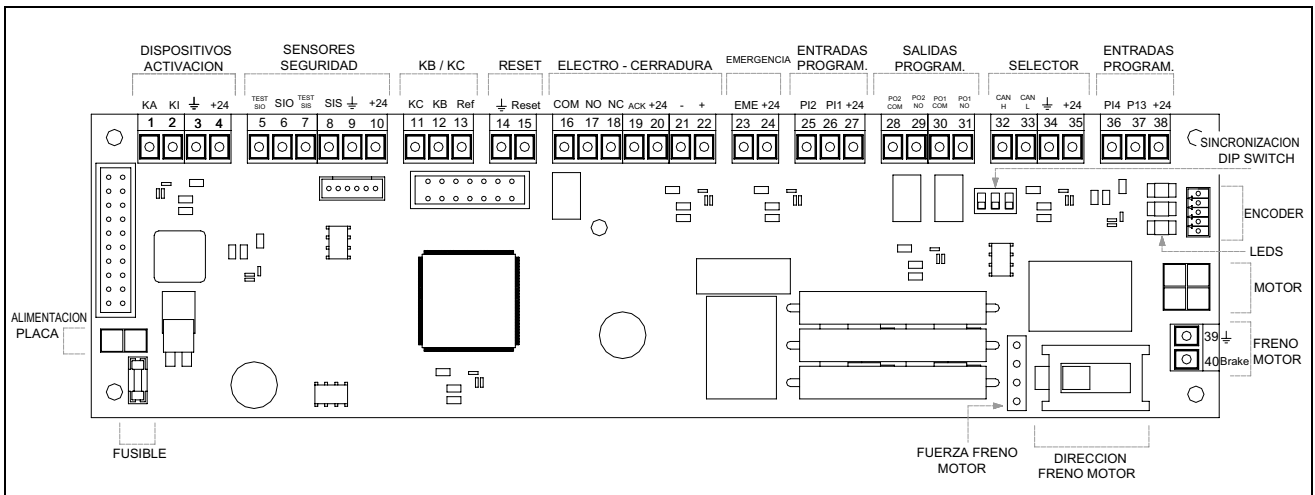 DISPOSITIVOS ACTIVACION
SENSORES SEGURIDAD
KB / KC
RESET
ELECTRO - CERRADURA
EMERGENCIA
ENTRADAS PROGRAM.
SALIDAS PROGRAM.
SELECTOR
ENTRADAS PROGRAM.
KA KI +24
TEST SIO SIO TEST SIS SIS +24
KC KB Ref
Reset
COM NO NC ACK +24 - +
EME +24
PI2 PI1 +24
PO2 COM PO2 NO PO1 COM PO1 NO
CAN H CAN L +24
PI4 P13 +24
1 2 3 4 5 6 7 8 9 10 11 12 13 14 15 16 17 18 19 20 21 22 23 24 25 26 27 28 29 30 31 32 33 34 35 36 37 38
SINCRONIZACION
DIP SWITCH
ENCODER
LEDS
MOTOR
ALIMENTACION
PLACA
39
40 Brake
FRENO
MOTOR
FUSIBLE
FUERZA FRENO
MOTOR
DIRECCION
FRENO MOTOR